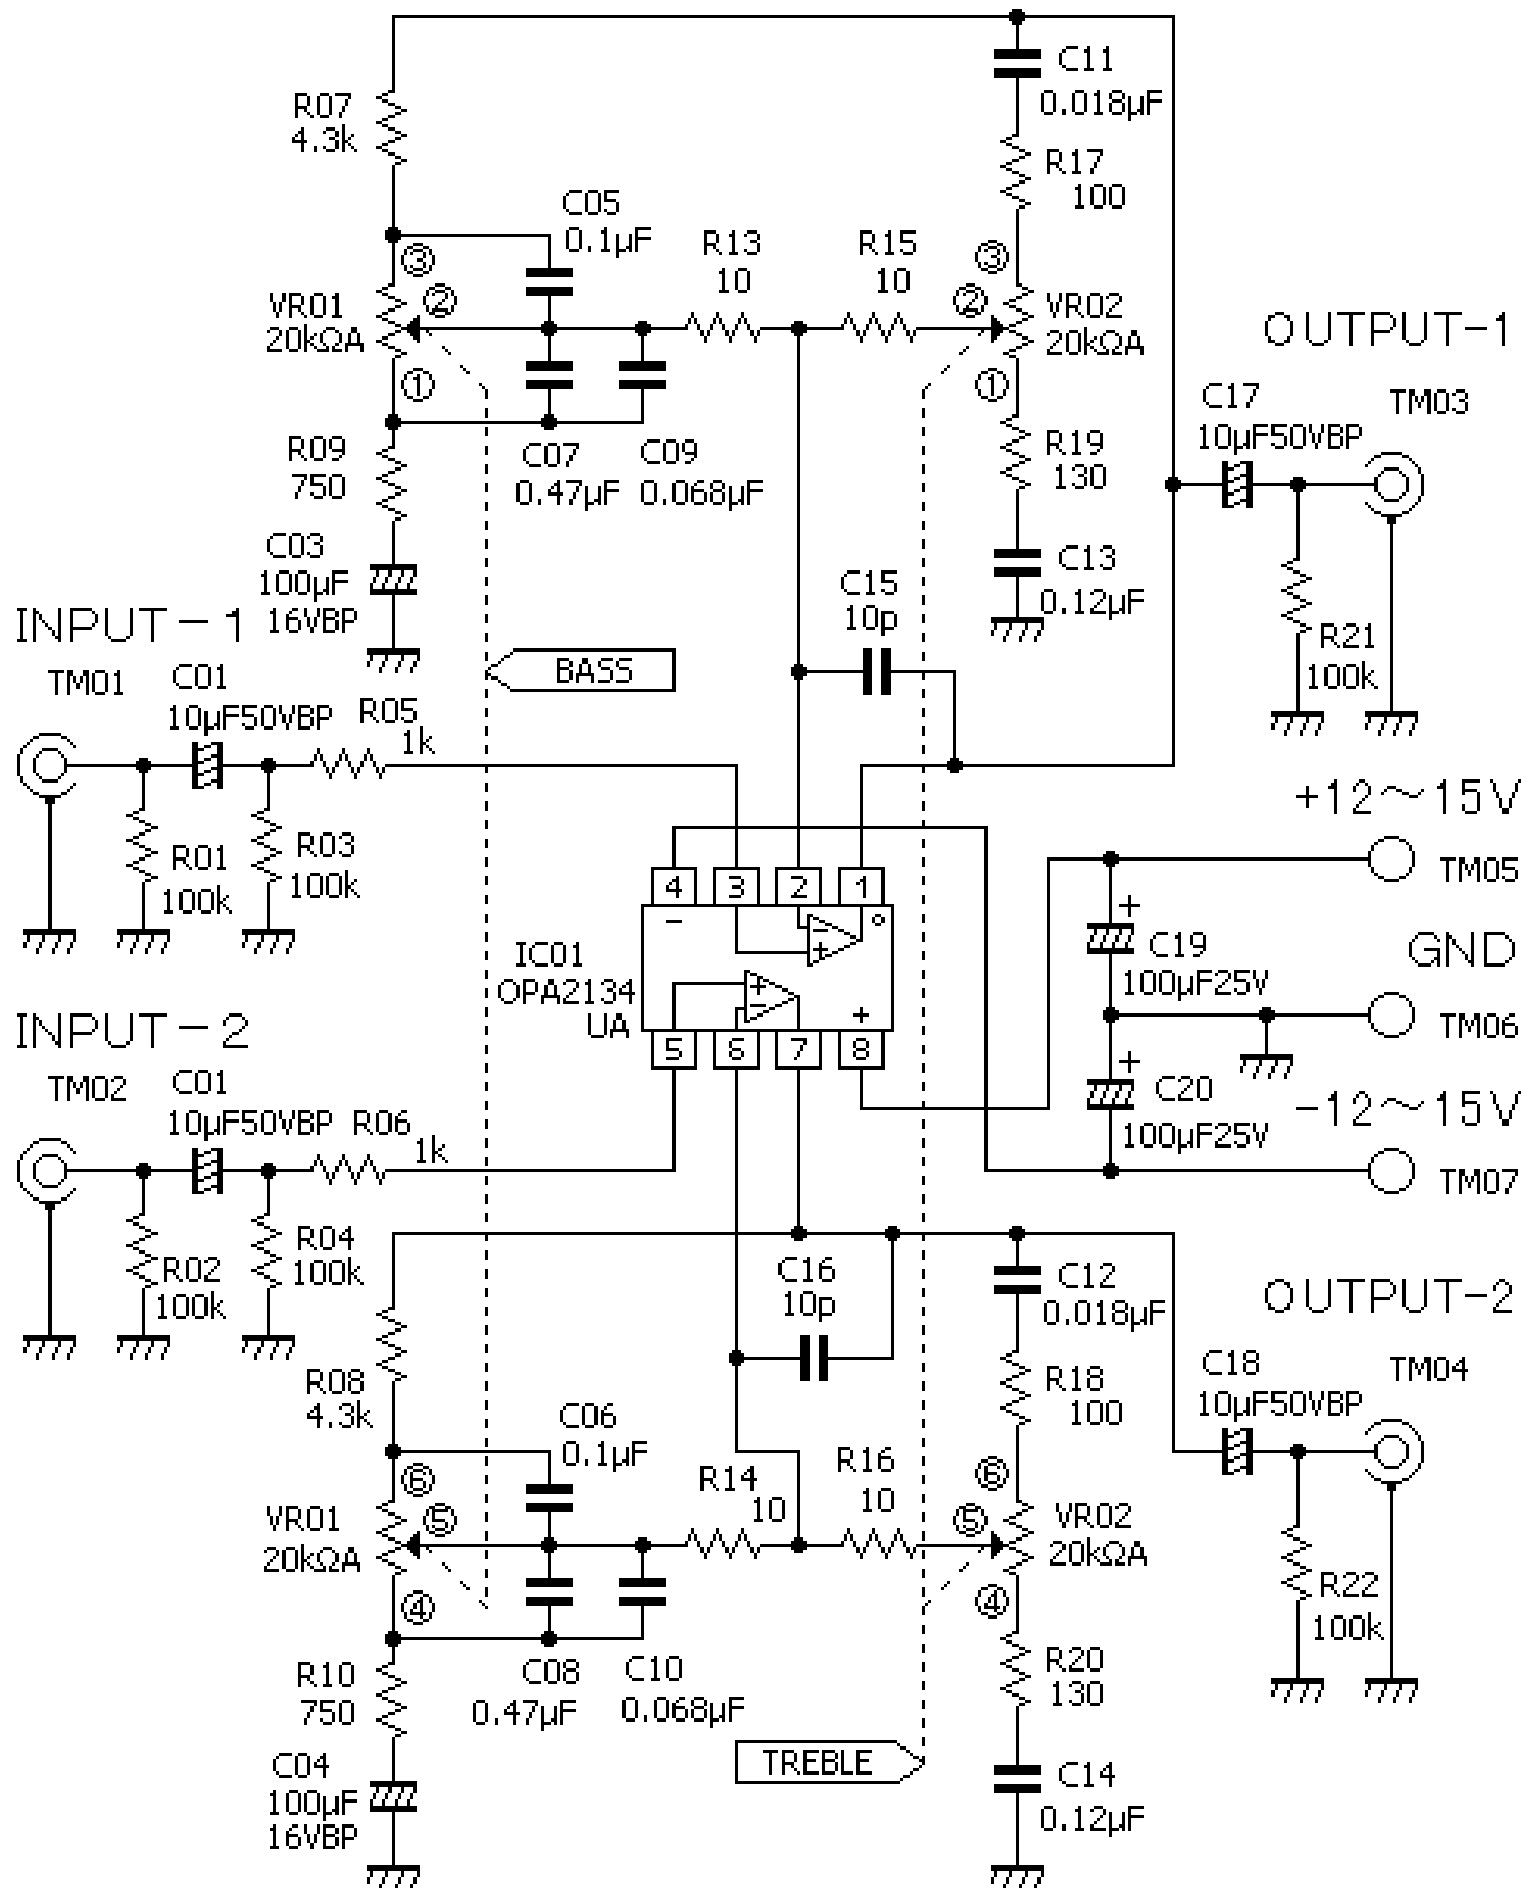 C11
0.018µF
R07
4.3k
R17
100
C05
0.1µF
R13
10
R15
10
③
②
①
VR01
20kΩA
③
②
①
VR02
20kΩA
OUTPUT-1
C17
10µF50VBP
TM03
R09
750
C07
0.47µF
C09
0.068µF
R19
130
C03
100µF
16VBP
C13
0.12µF
C15
10p
R21
100k
INPUT-1
TM01
C01
10µF50VBP
R05
1k
BASS
R01
100k
R03
100k
+12～15V
TM05
4
3
2
1
−
−
+
IC01
OPA2134
UA
+
−
+
5
6
7
8
+
C19
100µF25V
GND
TM06
+
C20
100µF25V
-12～15V
TM07
INPUT-2
TM02
C01
10µF50VBP
R06
1k
R02
100k
R04
100k
C16
10p
C12
0.018µF
OUTPUT-2
R08
4.3k
R18
100
C18
10µF50VBP
TM04
C06
0.1µF
R14
10
R16
10
⑥
⑤
④
VR01
20kΩA
⑥
⑤
④
VR02
20kΩA
R22
100k
R10
750
C08
0.47µF
C10
0.068µF
R20
130
C04
100µF
16VBP
TREBLE
C14
0.12µF